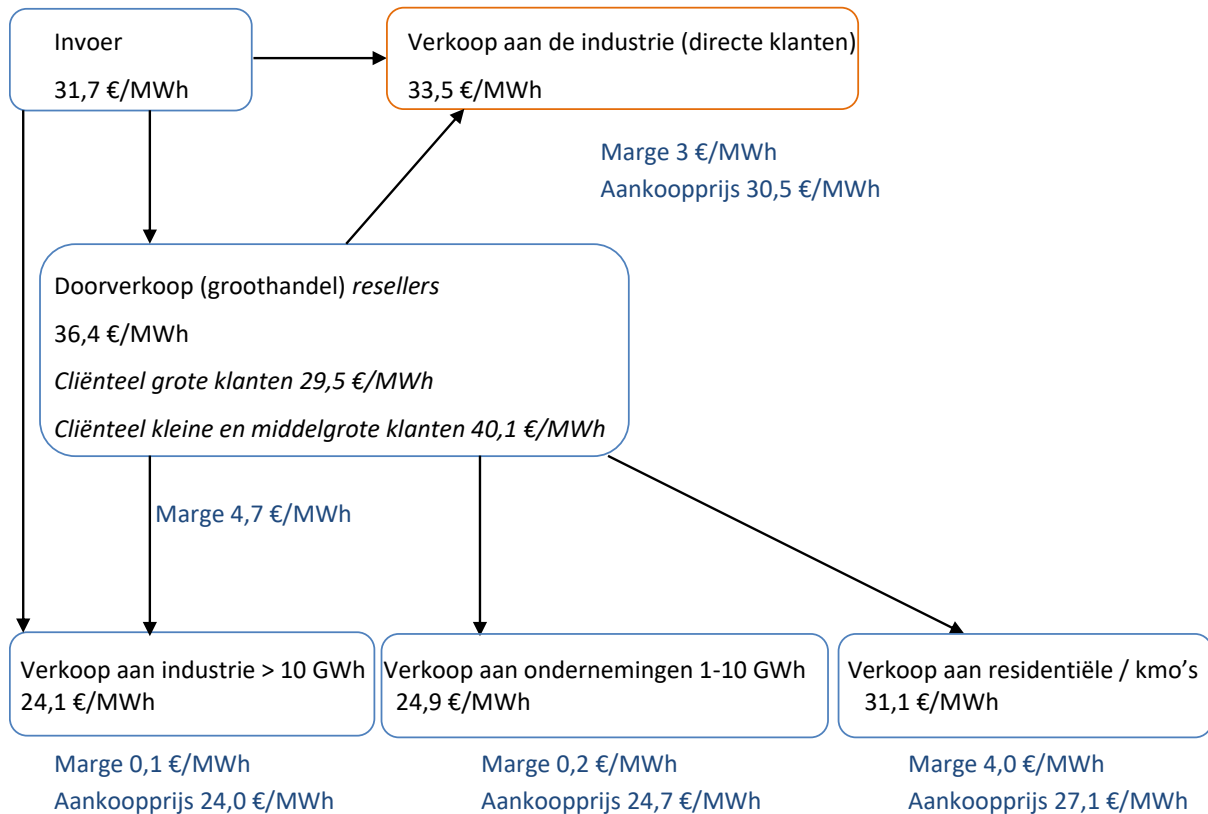 Invoer
31,7 €/MWh
Verkoop aan de industrie (directe klanten)
33,5 €/MWh
Marge 3 €/MWh
Aankoopprijs 30,5 €/MWh
Doorverkoop (groothandel) resellers
36,4 €/MWh
Cliënteel grote klanten 29,5 €/MWh
Cliënteel kleine en middelgrote klanten 40,1 €/MWh
Marge 4,7 €/MWh
Verkoop aan industrie > 10 GWh
24,1 €/MWh
Marge 0,1 €/MWh
Aankoopprijs 24,0 €/MWh
Verkoop aan ondernemingen 1-10 GWh
24,9 €/MWh
Marge 0,2 €/MWh
Aankoopprijs 24,7 €/MWh
Verkoop aan residentiële / kmo’s
31,1 €/MWh
Marge 4,0 €/MWh
Aankoopprijs 27,1 €/MWh